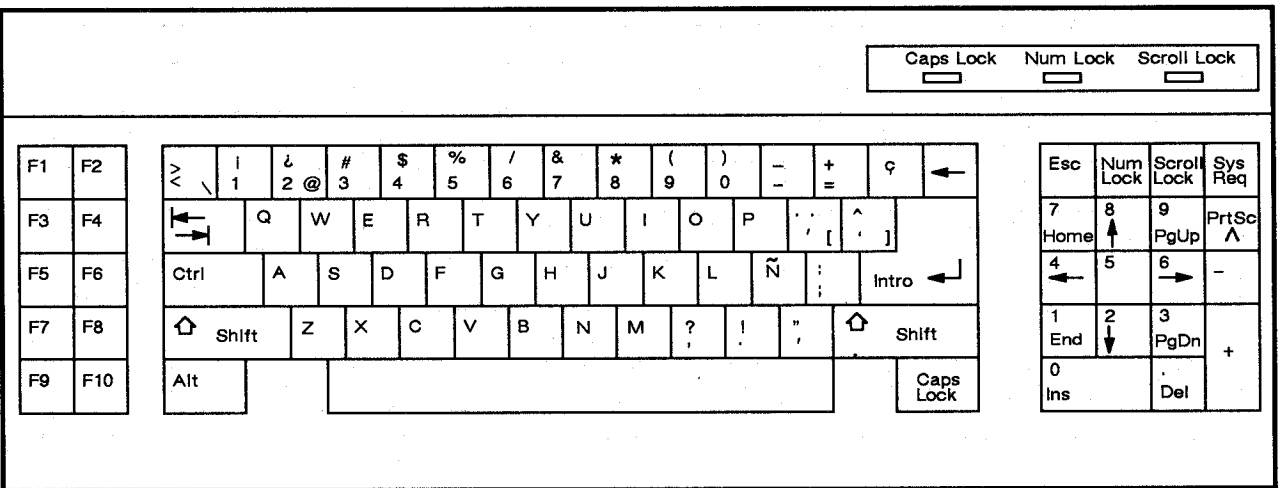 Caps Lock Num Lock Scroll Lock
F1 F2
> < \ ¡ 1 ¿ 2 @ # 3 $ 4 % 5 / 6 & 7 * 8 ( 9 ) 0 _ - + = ç ←
Esc Num Lock Scroll Lock Sys Req
F3 F4
Q W E R T Y U I O P [ ^ ]
7 Home 8 ↑ 9 PgUp PrtSc
F5 F6
Ctrl A S D F G H J K L Ñ Intro
4 ← 5 6 → -
F7 F8
Shift Z X C V B N M ? , ! . " ' Shift
1 End 2 ↓ 3 PgDn +
F9 F10
Alt Caps Lock
0 Ins . Del